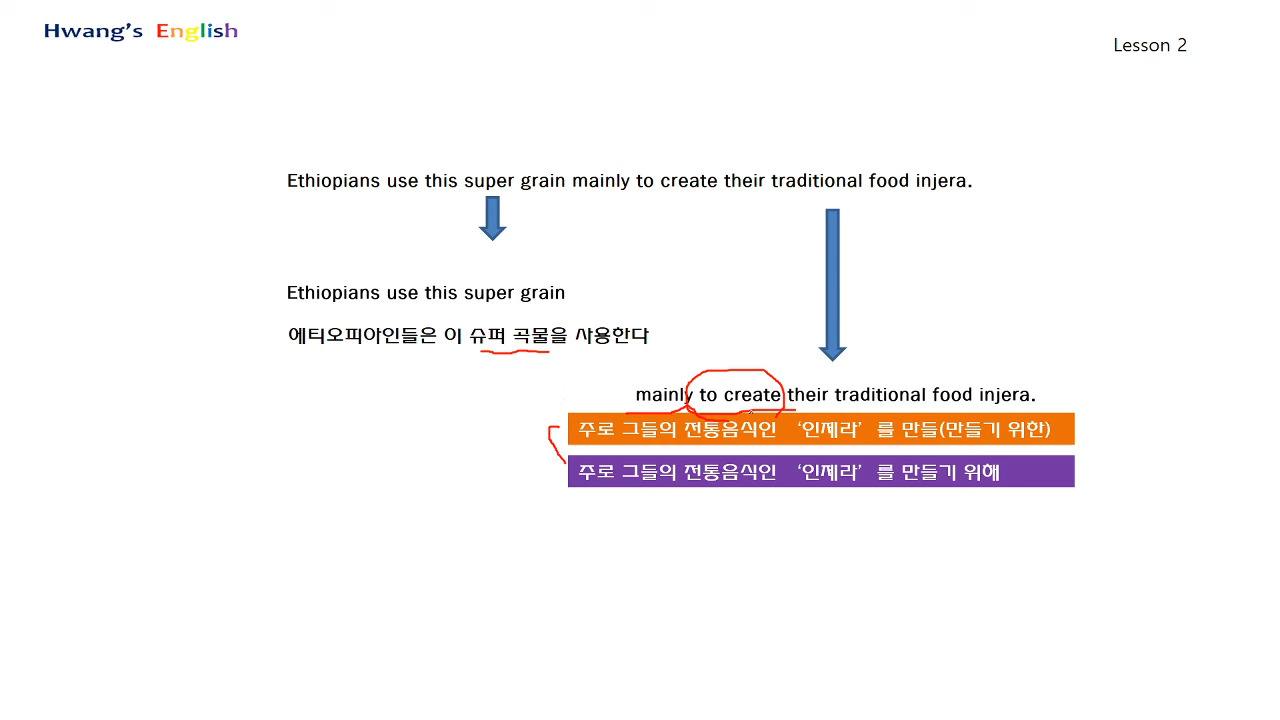 Hwang's English
Lesson 2
Ethiopians use this super grain mainly to create their traditional food injera.
Ethiopians use this super grain
에티오피아인들은 이 슈퍼 곡물을 사용한다
mainly to create their traditional food injera.
주로 그들의 전통음식인 ‘인제라’를 만들(만들기 위한)
주로 그들의 전통음식인 ‘인제라’를 만들기 위해